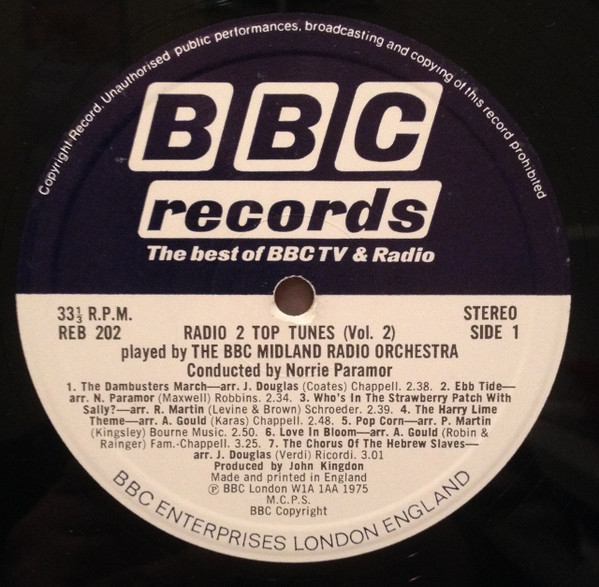 Copyright Record. Unauthorised public performances, broadcasting and copying of this record prohibited
BBC
records
The best of BBC TV & Radio
33⅓ R.P.M.
STEREO
REB 202
RADIO 2 TOP TUNES (Vol. 2)
SIDE 1
played by THE BBC MIDLAND RADIO ORCHESTRA
Conducted by Norrie Paramor
1. The Dambusters March—arr. J. Douglas (Coates) Chappell. 2.38. 2. Ebb Tide—
arr. N. Paramor (Maxwell) Robbins. 2.34. 3. Who's In The Strawberry Patch With
Sally?—arr. R. Martin (Levine & Brown) Schroeder. 2.39. 4. The Harry Lime
Theme—arr. A. Gould (Karas) Chappell. 2.48. 5. Pop Corn—arr. P. Martin
(Kingsley) Bourne Music. 2.50. 6. Love In Bloom—arr. A. Gould (Robin &
Rainger) Fam.-Chappell. 3.25. 7. The Chorus Of The Hebrew Slaves—
arr. J. Douglas (Verdi) Ricordi. 3.01
Produced by John Kingdon
Made and printed in England
℗ BBC London W1A 1AA 1975
M.C.P.S.
BBC Copyright
BBC ENTERPRISES LONDON ENGLAND